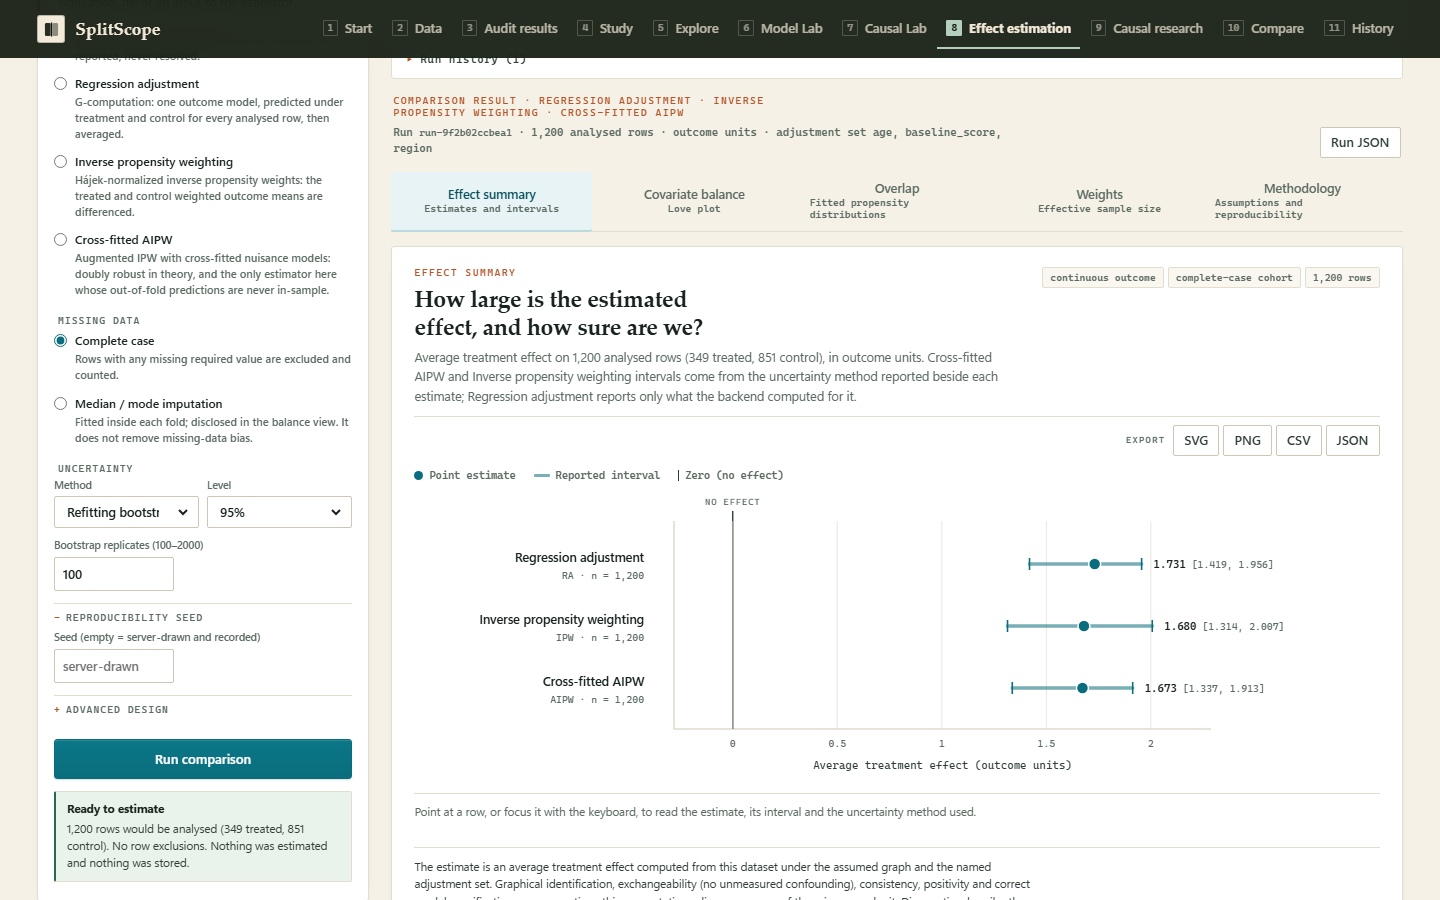 SplitScope
1 Start
2 Data
3 Audit results
4 Study
5 Explore
6 Model Lab
7 Causal Lab
8 Effect estimation
9 Causal research
10 Compare
11 History
reported, never resolved.
Regression adjustment
G-computation: one outcome model, predicted under
treatment and control for every analysed row, then
averaged.
Inverse propensity weighting
Hájek-normalized inverse propensity weights: the
treated and control weighted outcome means are
differenced.
Cross-fitted AIPW
Augmented IPW with cross-fitted nuisance models:
doubly robust in theory, and the only estimator here
whose out-of-fold predictions are never in-sample.
MISSING DATA
Complete case
Rows with any missing required value are excluded and
counted.
Median / mode imputation
Fitted inside each fold; disclosed in the balance view. It
does not remove missing-data bias.
UNCERTAINTY
Method
Level
Refitting bootstr
95%
Bootstrap replicates (100–2000)
100
− REPRODUCIBILITY SEED
Seed (empty = server-drawn and recorded)
server-drawn
+ ADVANCED DESIGN
Run comparison
Ready to estimate
1,200 rows would be analysed (349 treated, 851
control). No row exclusions. Nothing was estimated
and nothing was stored.
Run history (1)
COMPARISON RESULT · REGRESSION ADJUSTMENT · INVERSE
PROPENSITY WEIGHTING · CROSS-FITTED AIPW
Run run-9f2b02ccbea1 · 1,200 analysed rows · outcome units · adjustment set age, baseline_score,
region
Run JSON
Effect summary
Estimates and intervals
Covariate balance
Love plot
Overlap
Fitted propensity
distributions
Weights
Effective sample size
Methodology
Assumptions and
reproducibility
EFFECT SUMMARY
continuous outcome
complete-case cohort
1,200 rows
How large is the estimated
effect, and how sure are we?
Average treatment effect on 1,200 analysed rows (349 treated, 851 control), in outcome units. Cross-fitted
AIPW and Inverse propensity weighting intervals come from the uncertainty method reported beside each
estimate; Regression adjustment reports only what the backend computed for it.
EXPORT
SVG
PNG
CSV
JSON
Point estimate
Reported interval
Zero (no effect)
NO EFFECT
Regression adjustment
RA · n = 1,200
1.731 [1.419, 1.956]
Inverse propensity weighting
IPW · n = 1,200
1.680 [1.314, 2.007]
Cross-fitted AIPW
AIPW · n = 1,200
1.673 [1.337, 1.913]
0 0.5 1 1.5 2
Average treatment effect (outcome units)
Point at a row, or focus it with the keyboard, to read the estimate, its interval and the uncertainty method used.
The estimate is an average treatment effect computed from this dataset under the assumed graph and the named
adjustment set. Graphical identification, exchangeability (no unmeasured confounding), consistency, positivity and correct